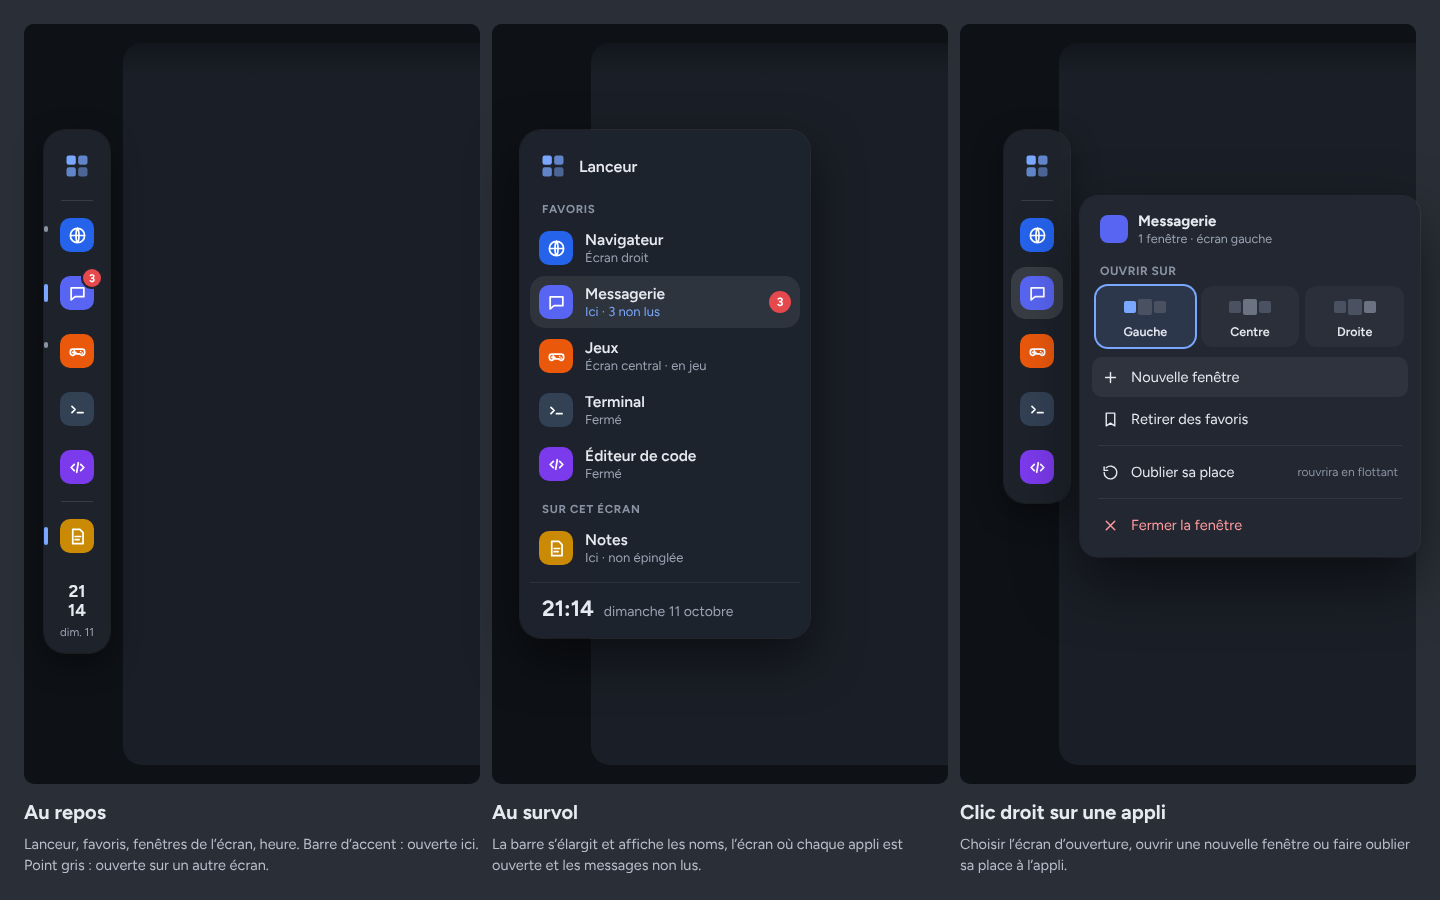 3
21
14
dim. 11
Au repos
Lanceur, favoris, fenêtres de l’écran, heure. Barre d’accent : ouverte ici.
Point gris : ouverte sur un autre écran.
Lanceur
FAVORIS
Navigateur
Écran droit
Messagerie
Ici · 3 non lus
3
Jeux
Écran central · en jeu
Terminal
Fermé
Éditeur de code
Fermé
SUR CET ÉCRAN
Notes
Ici · non épinglée
21:14 dimanche 11 octobre
Au survol
La barre s’élargit et affiche les noms, l’écran où chaque appli est
ouverte et les messages non lus.
Messagerie
1 fenêtre · écran gauche
OUVRIR SUR
Gauche Centre Droite
Nouvelle fenêtre
Retirer des favoris
Oublier sa place rouvrira en flottant
Fermer la fenêtre
Clic droit sur une appli
Choisir l’écran d’ouverture, ouvrir une nouvelle fenêtre ou faire oublier
sa place à l’appli.